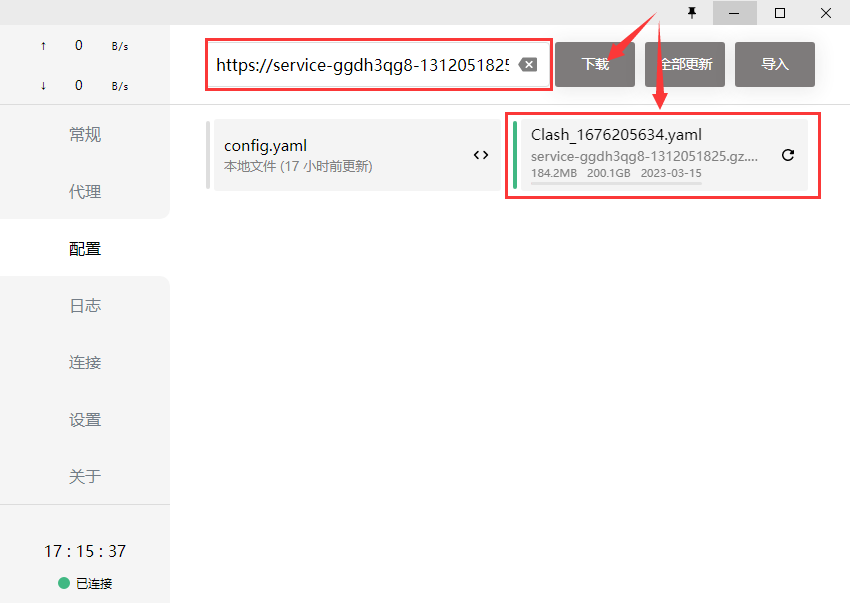 ↑ 0 B/s
↓ 0 B/s
常规
代理
配置
日志
连接
设置
关于
17 : 15 : 37
已连接
https://service-ggdh3qg8-1312051825
下载
全部更新
导入
config.yaml
本地文件 (17 小时前更新)
Clash_1676205634.yaml
service-ggdh3qg8-1312051825.gz....
184.2MB 200.1GB 2023-03-15